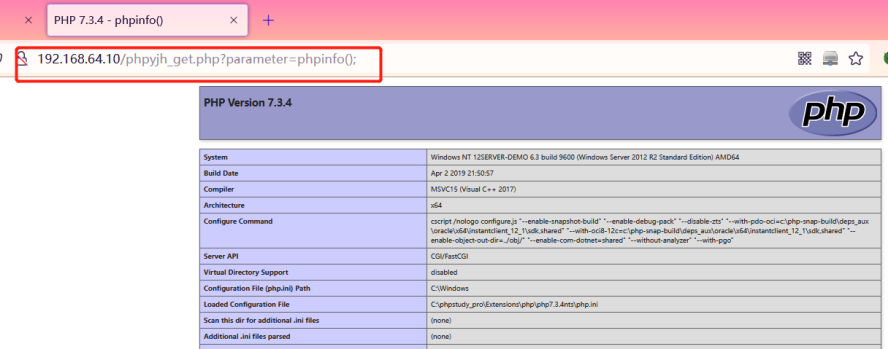 PHP 7.3.4 - phpinfo()
192.168.64.10/phpyjh_get.php?parameter=phpinfo();
PHP Version 7.3.4
php
System Windows NT 12SERVER-DEMO 6.3 build 9600 (Windows Server 2012 R2 Standard Edition) AMD64
Build Date Apr 2 2019 21:50:57
Compiler MSVC15 (Visual C++ 2017)
Architecture x64
Configure Command cscript /nologo configure.js "--enable-snapshot-build" "--enable-debug-pack" "--disable-zts" "--with-pdo-oci=c:\php-snap-build\deps_aux
\oracle\x64\instantclient_12_1\sdk,shared" "--with-oci8-12c=c:\php-snap-build\deps_aux\oracle\x64\instantclient_12_1\sdk,shared" "--
enable-object-out-dir=../obj/" "--enable-com-dotnet=shared" "--without-analyzer" "--with-pgo"
Server API CGI/FastCGI
Virtual Directory Support disabled
Configuration File (php.ini) Path C:\Windows
Loaded Configuration File C:\phpstudy_pro\Extensions\php\php7.3.4nts\php.ini
Scan this dir for additional .ini files (none)
Additional .ini files parsed (none)